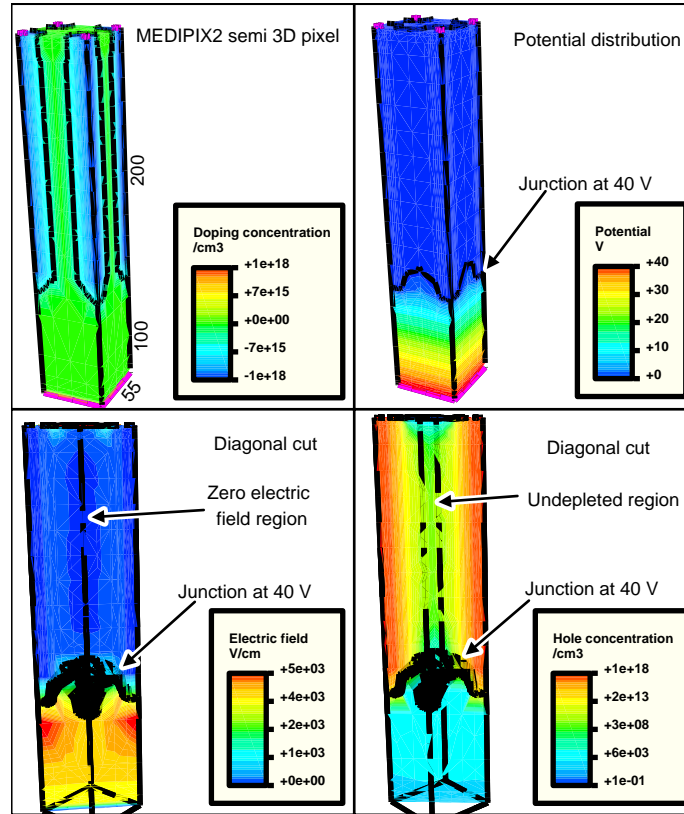 MEDIPIX2 semi 3D pixel
200
100
55
Doping concentration
/cm3
+1e+18
+7e+15
+0e+00
-7e+15
-1e+18
Potential distribution
Junction at 40 V
Potential
V
+40
+30
+20
+10
+0
Diagonal cut
Zero electric
field region
Junction at 40 V
Electric field
V/cm
+5e+03
+4e+03
+2e+03
+1e+03
+0e+00
Diagonal cut
Undepleted region
Junction at 40 V
Hole concentration
/cm3
+1e+18
+2e+13
+3e+08
+6e+03
+1e-01